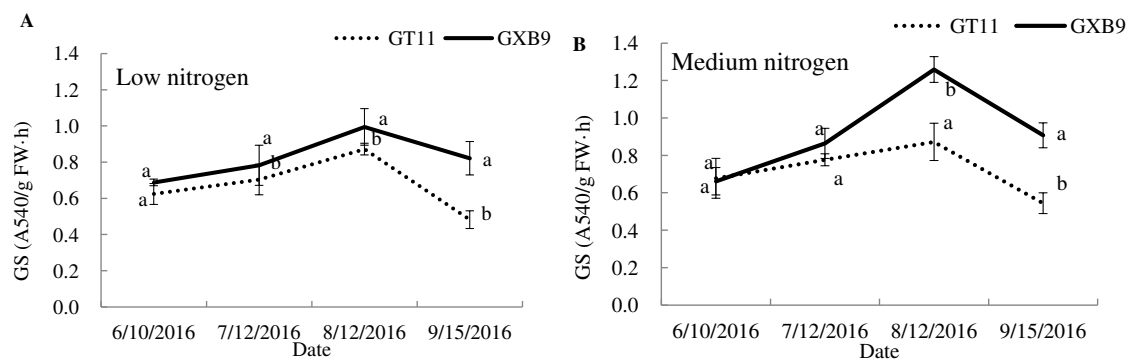 A
GT11 GXB9
Low nitrogen
GS (A540/g FW·h)
1.4
1.2
1.0
0.8
0.6
0.4
0.2
0.0
a
a
a
b
a
b
a
b
6/10/2016 7/12/2016 8/12/2016 9/15/2016
Date
B
GT11 GXB9
Medium nitrogen
GS (A540/g FW·h)
1.4
1.2
1.0
0.8
0.6
0.4
0.2
0.0
a
a
a
a
b
a
a
b
6/10/2016 7/12/2016 8/12/2016 9/15/2016
Date